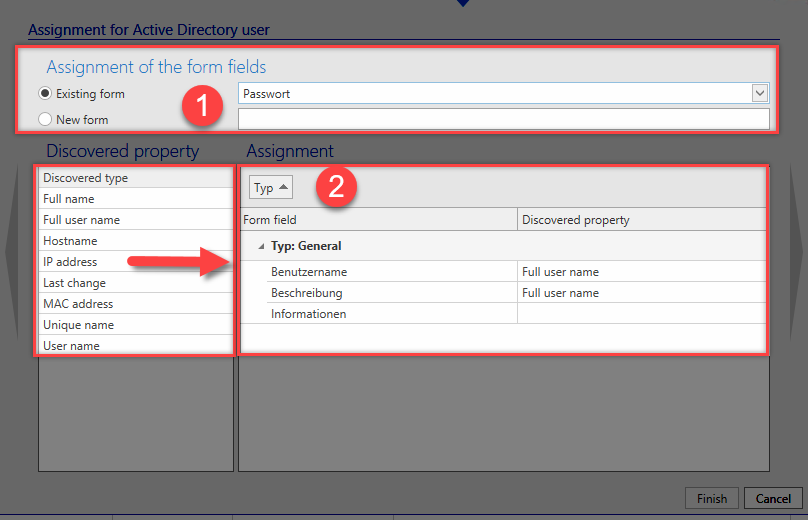 Assignment for Active Directory user
Assignment of the form fields
Existing form
Passwort
1
New form
Discovered property
Assignment
Discovered type
Full name
Full user name
Hostname
IP address
Last change
MAC address
Unique name
User name
Typ
2
Form field Discovered property
Typ: General
Benutzername Full user name
Beschreibung Full user name
Informationen
Finish Cancel